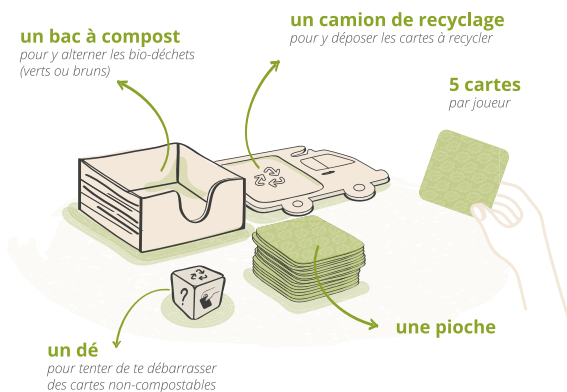 un camion de recyclage
pour y déposer les cartes à recycler
un bac à compost
pour y alterner les bio-déchets
(verts ou bruns)
5 cartes
par joueur
?
une pioche
un dé
pour tenter de te débarrasser
des cartes non-compostables